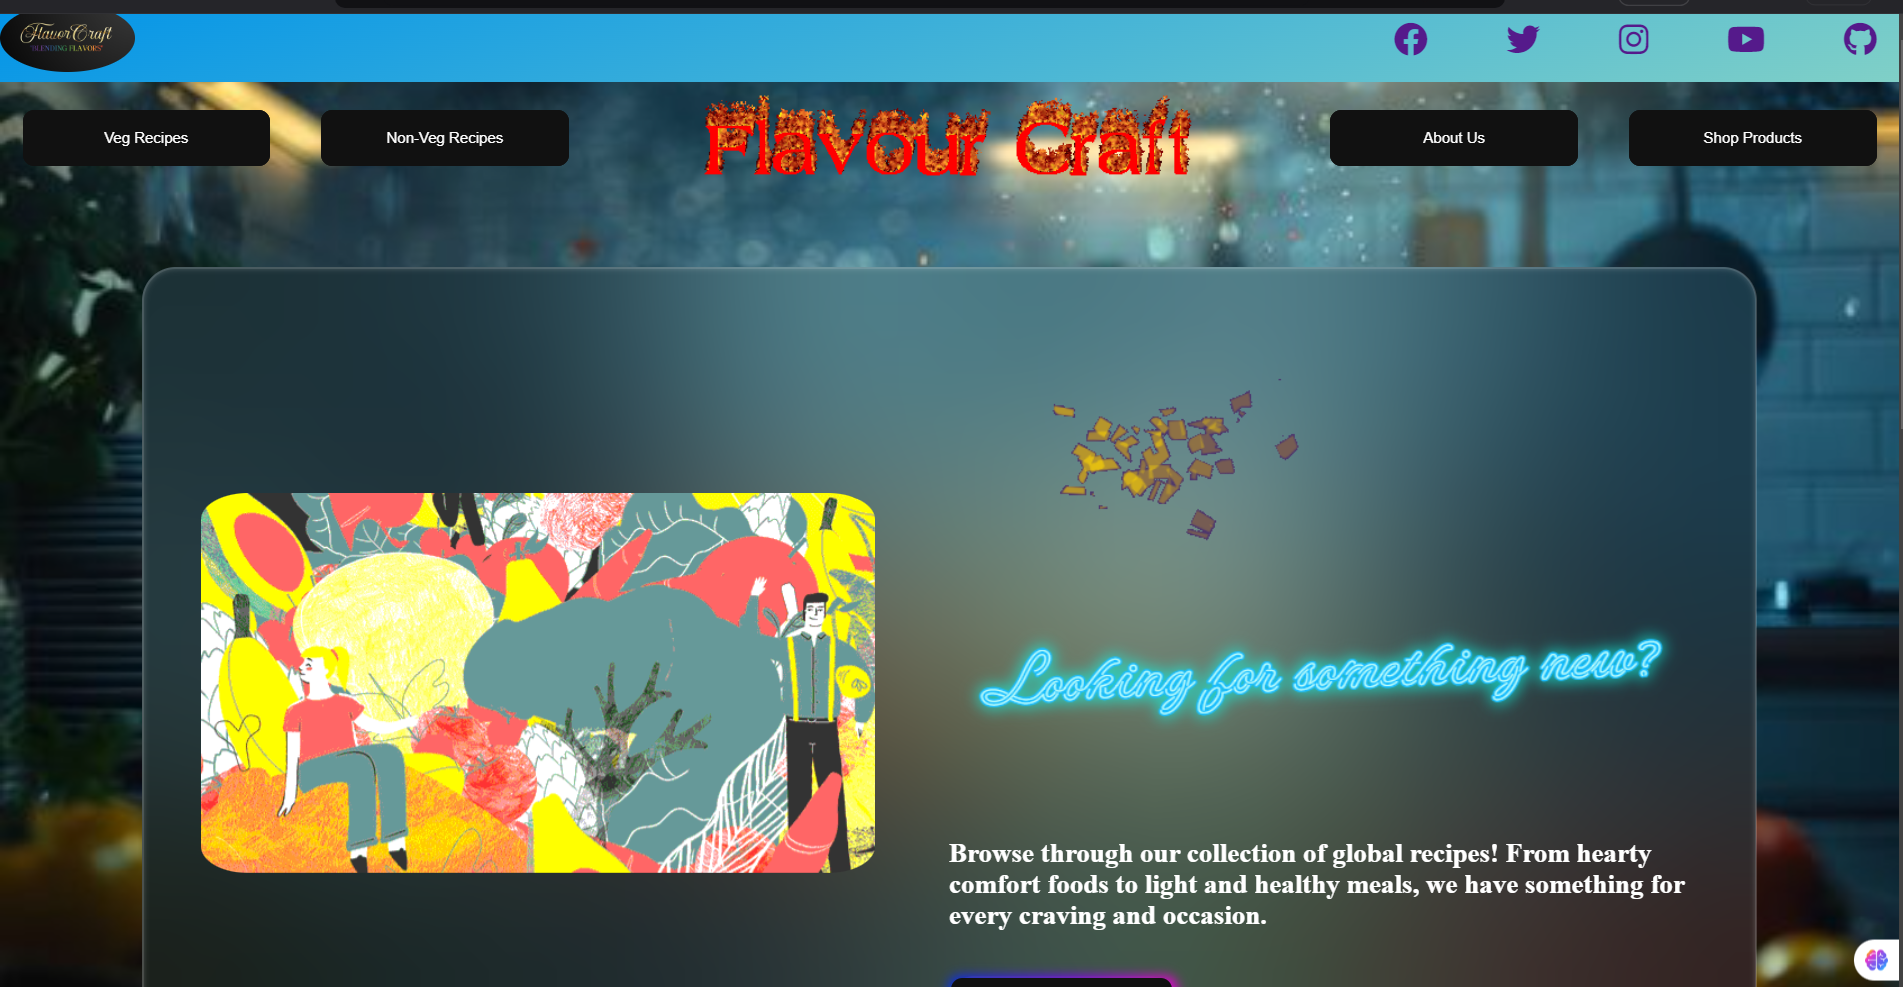 FlavorCraft
"BLENDING FLAVORS"
Veg Recipes
Non-Veg Recipes
Flavour Craft
About Us
Shop Products
Looking for something new?
Browse through our collection of global recipes! From hearty
comfort foods to light and healthy meals, we have something for
every craving and occasion.